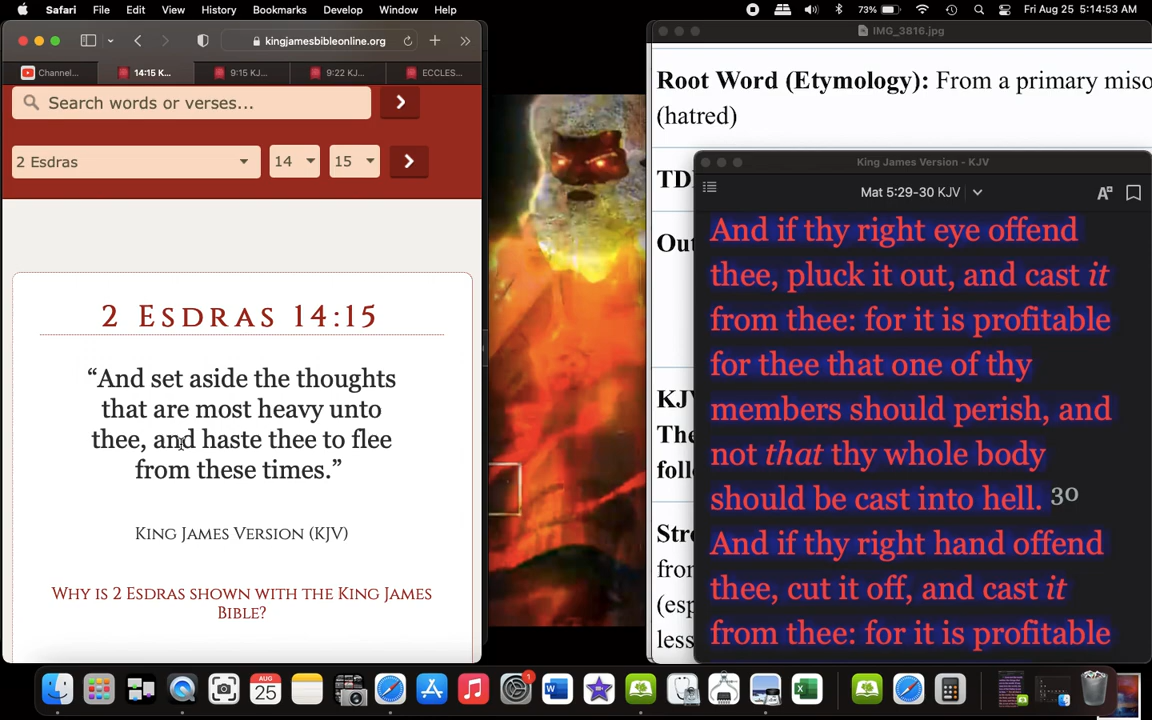 Safari File Edit View History Bookmarks Develop Window Help 73% Fri Aug 25 5:14:53 AM
kingjamesbibleonline.org
Channel... 14:15 K... 9:15 KJ... 9:22 KJ... ECCLES...
Search words or verses...
2 Esdras 14 15
2 Esdras 14:15
“And set aside the thoughts
that are most heavy unto
thee, and haste thee to flee
from these times.”
King James Version (KJV)
Why is 2 Esdras shown with the King James
Bible?
IMG_3816.jpg
Root Word (Etymology): From a primary miso
(hatred)
TD
Out
KJ
The
foll
Str
fro
(esp
less
King James Version - KJV
Mat 5:29-30 KJV
And if thy right eye offend
thee, pluck it out, and cast it
from thee: for it is profitable
for thee that one of thy
members should perish, and
not that thy whole body
should be cast into hell. 30
And if thy right hand offend
thee, cut it off, and cast it
from thee: for it is profitable
AUG
25
1